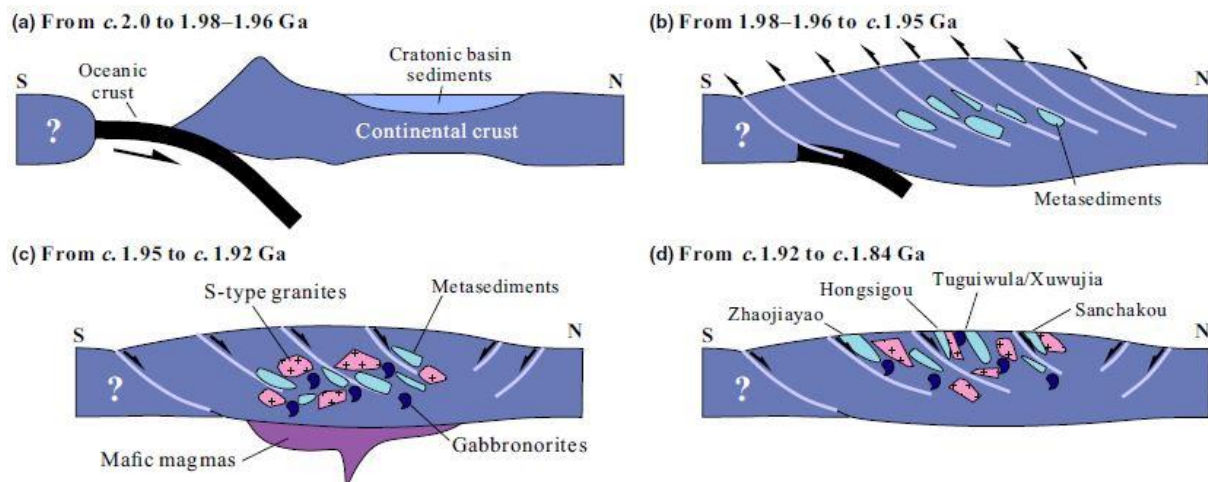 (a) From c.2.0 to 1.98–1.96 Ga
S
Oceanic
crust
Cratonic basin
sediments
N
?
Continental crust
(b) From 1.98–1.96 to c.1.95 Ga
S
N
?
Metasediments
(c) From c.1.95 to c.1.92 Ga
S-type granites
Metasediments
S
N
?
Mafic magmas
Gabbronorites
(d) From c.1.92 to c.1.84 Ga
Tuguiwula/Xuwujia
Hongsigou
Sanchakou
Zhaojiayao
S
N
?